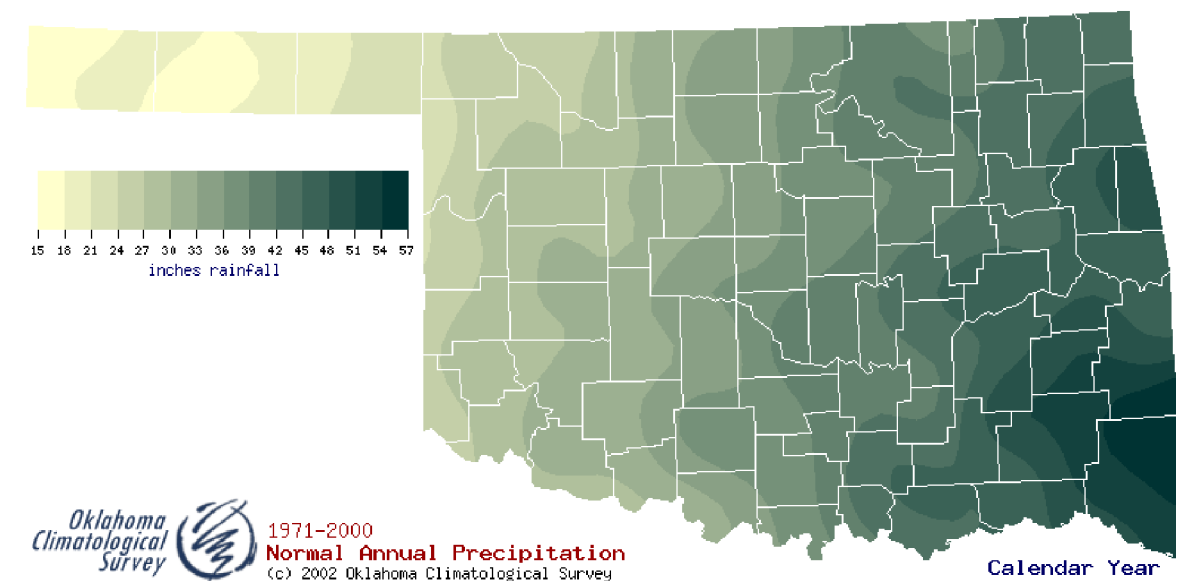 15 18 21 24 27 30 33 36 39 42 45 48 51 54 57
inches rainfall
Oklahoma
Climatological
Survey
1971-2000
Normal Annual Precipitation
(c) 2002 Oklahoma Climatological Survey
Calendar Year